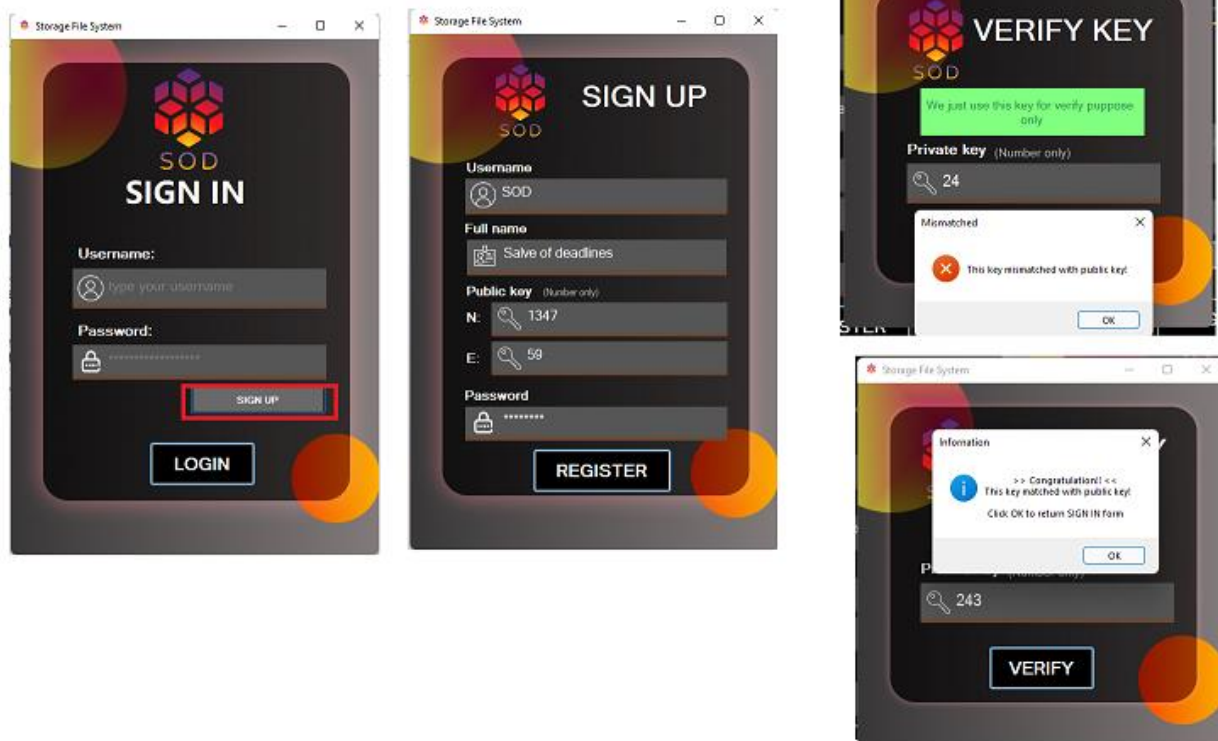 Storage File System
SOD
SIGN IN
Username:
type your username
Password:
SIGN UP
LOGIN
Storage File System
SOD
SIGN UP
Username
SOD
Full name
Salve of deadlines
Public key (Number only)
N: 1347
E: 59
Password
********
REGISTER
VERIFY KEY
SOD
We just use this key for verify puppose
only
Private key (Number only)
24
Mismatched
This key mismatched with public key!
OK
Storage File System
Infomation
>> Congratulation!! <<
This key matched with public key!
Click OK to return SIGN IN form
OK
243
VERIFY